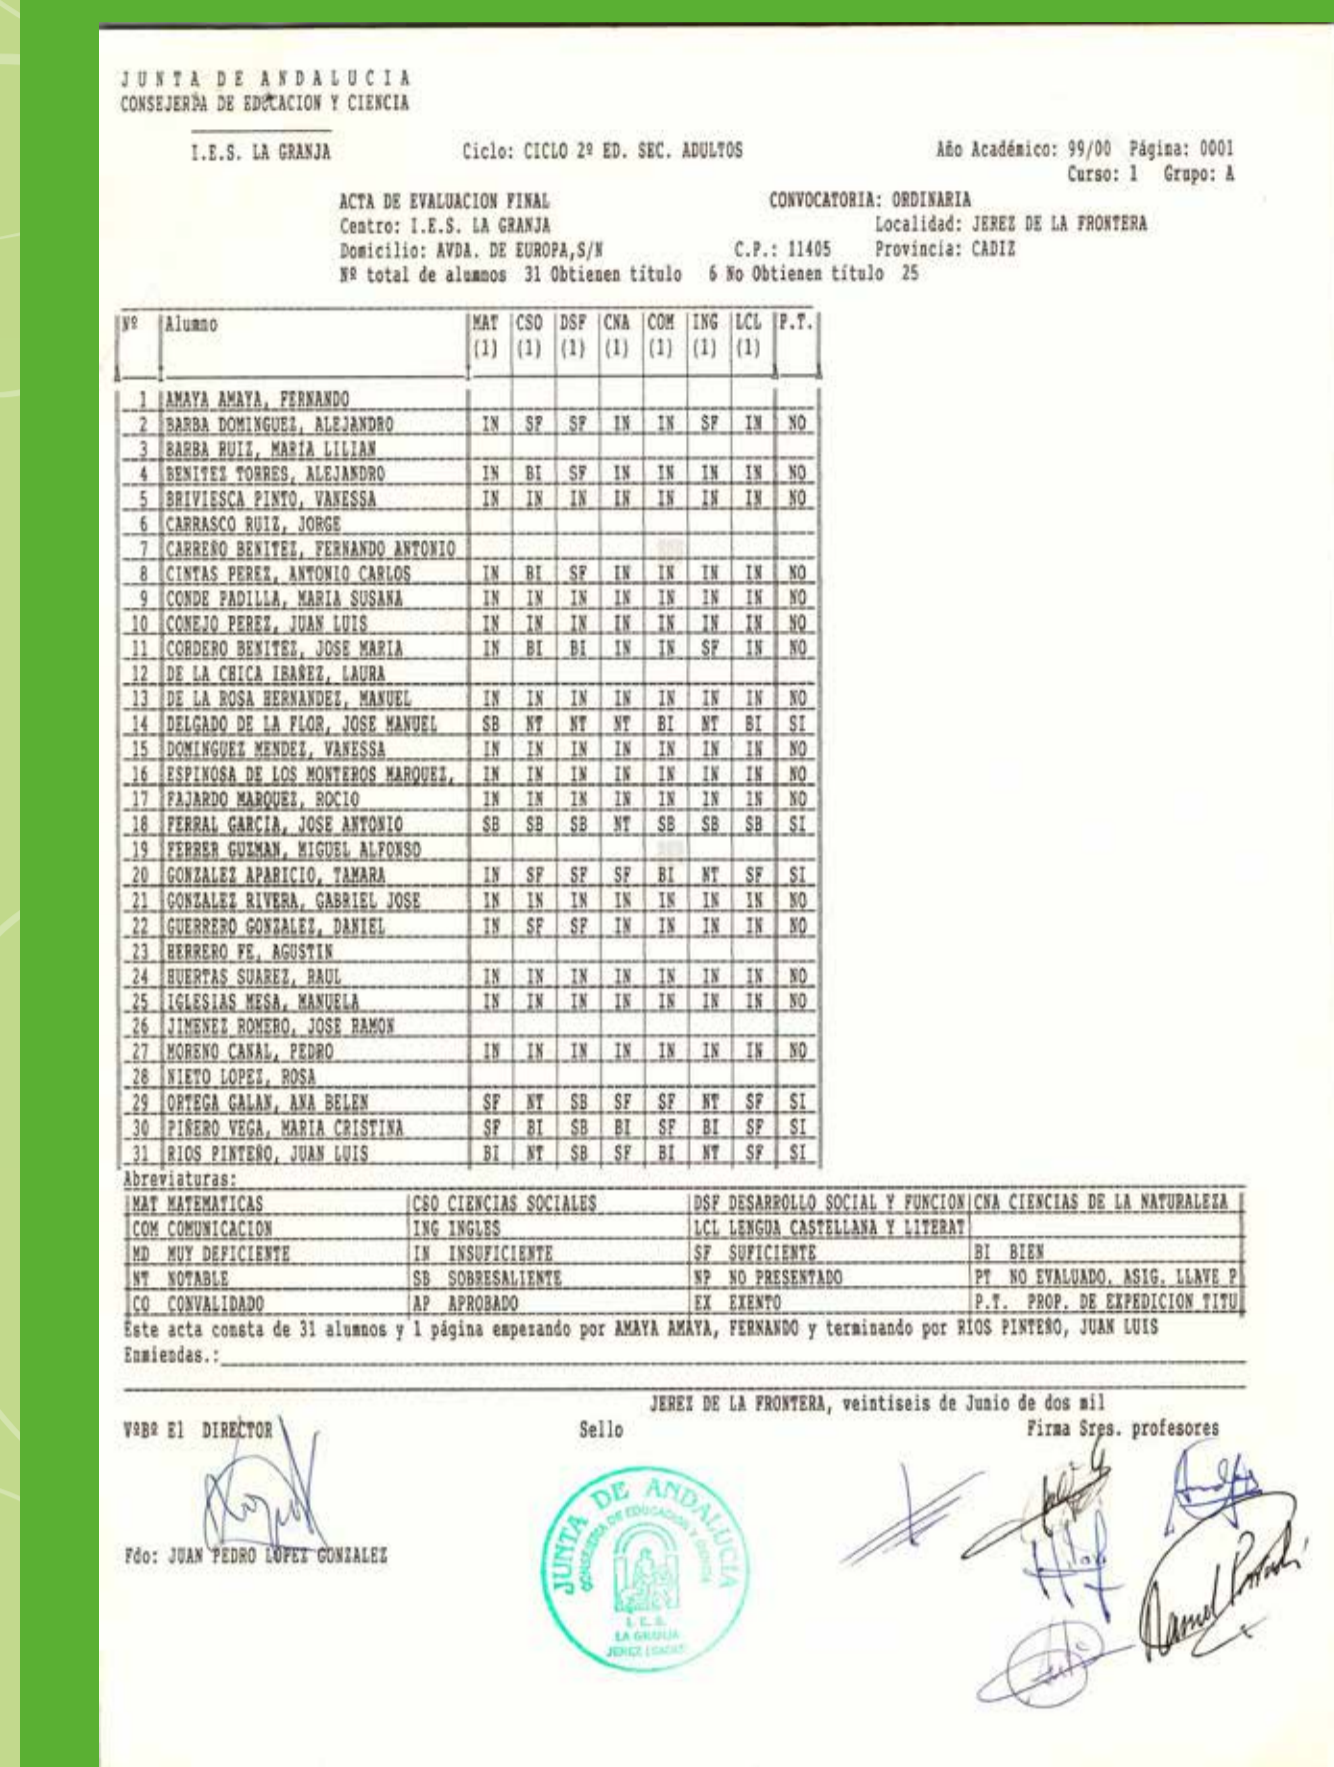 JUNTA DE ANDALUCIA
CONSEJERIA DE EDUCACION Y CIENCIA
I.E.S. LA GRANJA Ciclo: CICLO 2º ED. SEC. ADULTOS Año Académico: 99/00 Página: 0001
Curso: 1 Grupo: A
ACTA DE EVALUACION FINAL CONVOCATORIA: ORDINARIA
Centro: I.E.S. LA GRANJA Localidad: JEREZ DE LA FRONTERA
Domicilio: AVDA. DE EUROPA,S/N C.P.: 11405 Provincia: CADIZ
Nº total de alumnos 31 Obtienen título 6 No Obtienen título 25
Nº Alumno MAT CSO DSF CNA COM ING LCL P.T.
(1) (1) (1) (1) (1) (1) (1)
1 AMAYA AMAYA, FERNANDO
2 BARBA DOMINGUEZ, ALEJANDRO IN SF SF IN IN SF IN NO
3 BARBA RUIZ, MARÍA LILIAN
4 BENITEZ TORRES, ALEJANDRO IN BI SF IN IN IN IN NO
5 BRIVIESCA PINTO, VANESSA IN IN IN IN IN IN IN NO
6 CARRASCO RUIZ, JORGE
7 CARREÑO BENITEZ, FERNANDO ANTONIO
8 CINTAS PEREZ, ANTONIO CARLOS IN BI SF IN IN IN IN NO
9 CONDE PADILLA, MARIA SUSANA IN IN IN IN IN IN IN NO
10 CONEJO PEREZ, JUAN LUIS IN IN IN IN IN IN IN NO
11 CORDERO BENITEZ, JOSE MARIA IN BI BI IN IN SF IN NO
12 DE LA CHICA IBAÑEZ, LAURA
13 DE LA ROSA HERNANDEZ, MANUEL IN IN IN IN IN IN IN NO
14 DELGADO DE LA FLOR, JOSE MANUEL SB NT NT NT BI NT BI SI
15 DOMINGUEZ MENDEZ, VANESSA IN IN IN IN IN IN IN NO
16 ESPINOSA DE LOS MONTEROS MARQUEZ, IN IN IN IN IN IN IN NO
17 FAJARDO MARQUEZ, ROCIO IN IN IN IN IN IN IN NO
18 FERRAL GARCIA, JOSE ANTONIO SB SB SB NT SB SB SB SI
19 FERRER GUZMAN, MIGUEL ALFONSO
20 GONZALEZ APARICIO, TAMARA IN SF SF SF BI NT SF SI
21 GONZALEZ RIVERA, GABRIEL JOSE IN IN IN IN IN IN IN NO
22 GUERRERO GONZALEZ, DANIEL IN SF SF IN IN IN IN NO
23 HERRERO FE, AGUSTIN
24 HUERTAS SUAREZ, RAUL IN IN IN IN IN IN IN NO
25 IGLESIAS MESA, MANUELA IN IN IN IN IN IN IN NO
26 JIMENEZ ROMERO, JOSE RAMON
27 MORENO CANAL, PEDRO IN IN IN IN IN IN IN NO
28 NIETO LOPEZ, ROSA
29 ORTEGA GALAN, ANA BELEN SF NT SB SF SF NT SF SI
30 PIÑERO VEGA, MARIA CRISTINA SF BI SB BI SF BI SF SI
31 RIOS PINTEÑO, JUAN LUIS BI NT SB SF BI NT SF SI
Abreviaturas:
MAT MATEMATICAS CSO CIENCIAS SOCIALES DSF DESARROLLO SOCIAL Y FUNCION CNA CIENCIAS DE LA NATURALEZA
COM COMUNICACION ING INGLES LCL LENGUA CASTELLANA Y LITERAT
MD MUY DEFICIENTE IN INSUFICIENTE SF SUFICIENTE BI BIEN
NT NOTABLE SB SOBRESALIENTE NP NO PRESENTADO PT NO EVALUADO. ASIG. LLAVE P
CO CONVALIDADO AP APROBADO EX EXENTO P.T. PROP. DE EXPEDICION TITU
Este acta consta de 31 alumnos y 1 página empezando por AMAYA AMAYA, FERNANDO y terminando por RIOS PINTEÑO, JUAN LUIS
Enmiendas.:
JEREZ DE LA FRONTERA, veintiseis de Junio de dos mil
VºBº El DIRECTOR Sello Firma Sres. profesores
JUNTA DE ANDALUCIA
CONSEJERIA DE EDUCACION Y CIENCIA
I. E. S.
LA GRANJA
JEREZ (CADIZ)
Fdo: JUAN PEDRO LOPEZ GONZALEZ